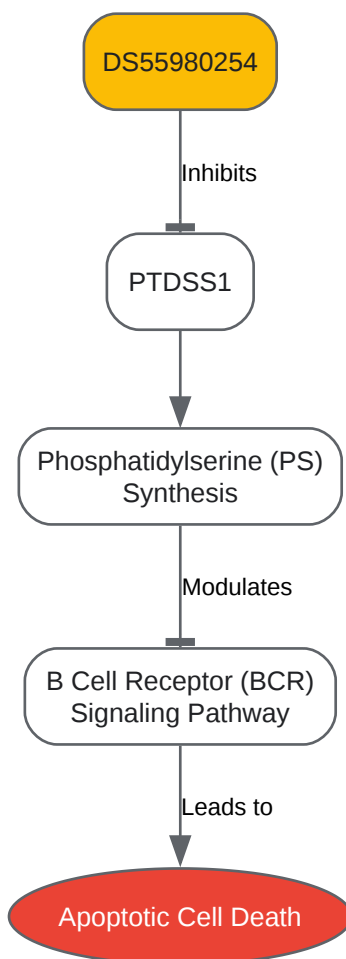 DS55980254
Inhibits
PTDSS1
Phosphatidylserine (PS)
Synthesis
Modulates
B Cell Receptor (BCR)
Signaling Pathway
Leads to
Apoptotic Cell Death